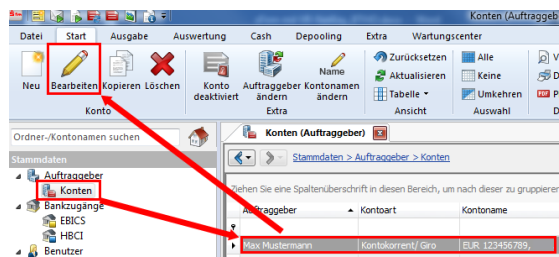 Konten (Auftraggeb
Datei Start Ausgabe Auswertung Cash Depooling Extra Wartungscenter
Neu Bearbeiten Kopieren Löschen Konto deaktiviert Auftraggeber ändern Name Kontonamen ändern Zurücksetzen Aktualisieren Tabelle Alle Keine Umkehren V D P
Konto Extra Ansicht Auswahl D
Ordner-/Kontonamen suchen Konten (Auftraggeber)
Stammdaten Stammdaten > Auftraggeber > Konten
Auftraggeber
Konten Ziehen Sie eine Spaltenüberschrift in diesen Bereich, um nach dieser zu gruppieren
Bankzugänge Auftraggeber Kontoart Kontoname
EBICS
HBCI
Benutzer Max Mustermann Kontokorrent/ Giro EUR 123456789,